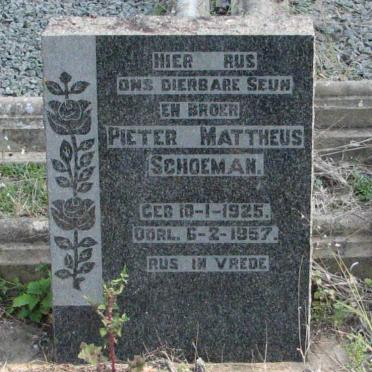 HIER RUS
ONS DIERBARE SEUN
EN BROER
PIETER MATTHEUS
SCHOEMAN.
GEB 10-1-1925.
OORL. 6-2-1957.
RUS IN VREDE